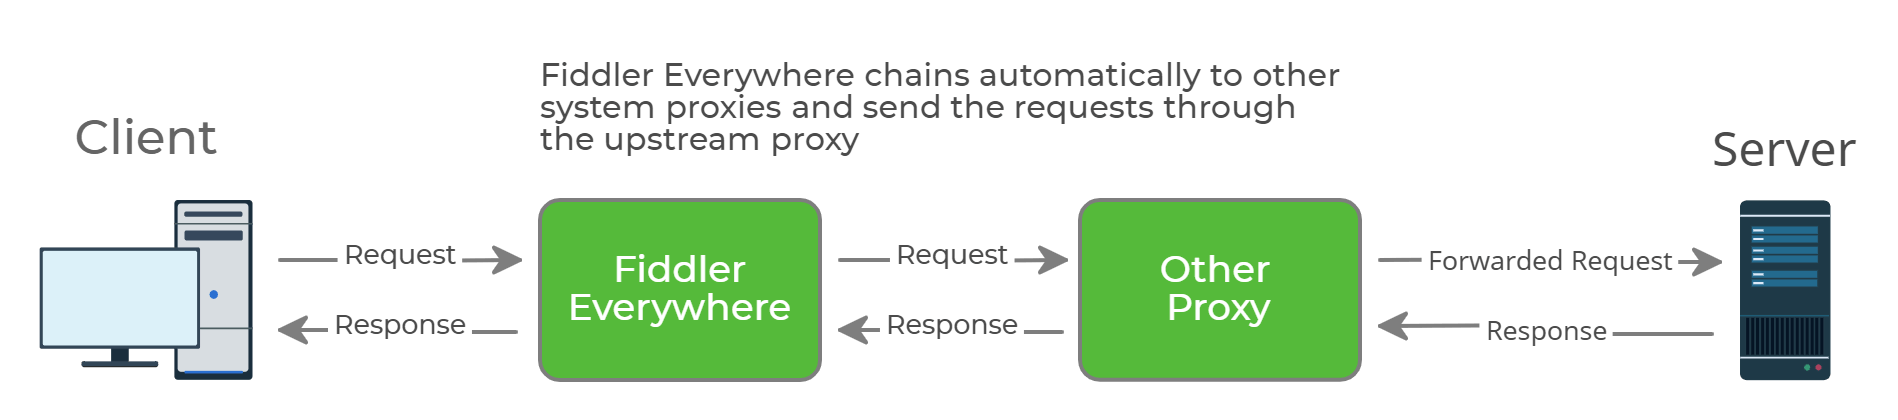 Fiddler Everywhere chains automatically to other
system proxies and send the requests through
the upstream proxy
Client
Server
Request
Request
Forwarded Request
Fiddler
Everywhere
Other
Proxy
Response
Response
Response